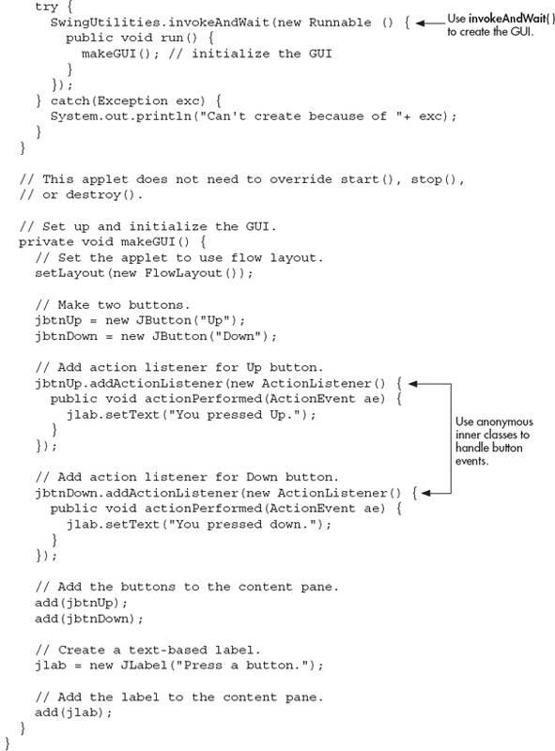 try {
SwingUtilities.invokeAndWait(new Runnable () {
Use invokeAndWait( )
to create the GUI.
public void run() {
makeGUI(); // initialize the GUI
}
});
} catch(Exception exc) {
System.out.println("Can't create because of "+ exc);
}
}
// This applet does not need to override start(), stop(),
// or destroy().
// Set up and initialize the GUI.
private void makeGUI() {
// Set the applet to use flow layout.
setLayout(new FlowLayout());
// Make two buttons.
jbtnUp = new JButton("Up");
jbtnDown = new JButton("Down");
// Add action listener for Up button.
jbtnUp.addActionListener(new ActionListener() {
public void actionPerformed(ActionEvent ae) {
jlab.setText("You pressed Up.");
}
});
Use anonymous
inner classes to
handle button
events.
// Add action listener for Down button.
jbtnDown.addActionListener(new ActionListener() {
public void actionPerformed(ActionEvent ae) {
jlab.setText("You pressed down.");
}
});
// Add the buttons to the content pane.
add(jbtnUp);
add(jbtnDown);
// Create a text-based label.
jlab = new JLabel("Press a button.");
// Add the label to the content pane.
add(jlab);
}
}